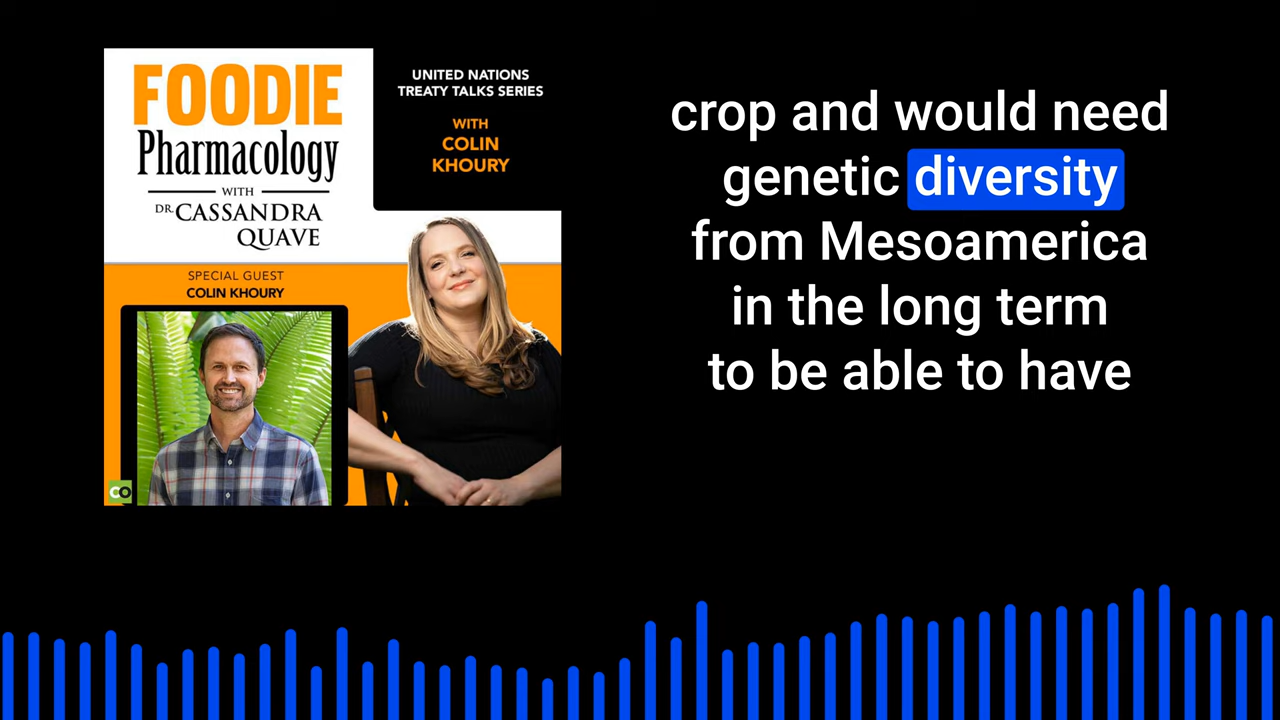 FOODIE
Pharmacology
WITH
DR. CASSANDRA
QUAVE
UNITED NATIONS
TREATY TALKS SERIES
WITH
COLIN
KHOURY
SPECIAL GUEST
COLIN KHOURY
CO
crop and would need
genetic diversity
from Mesoamerica
in the long term
to be able to have